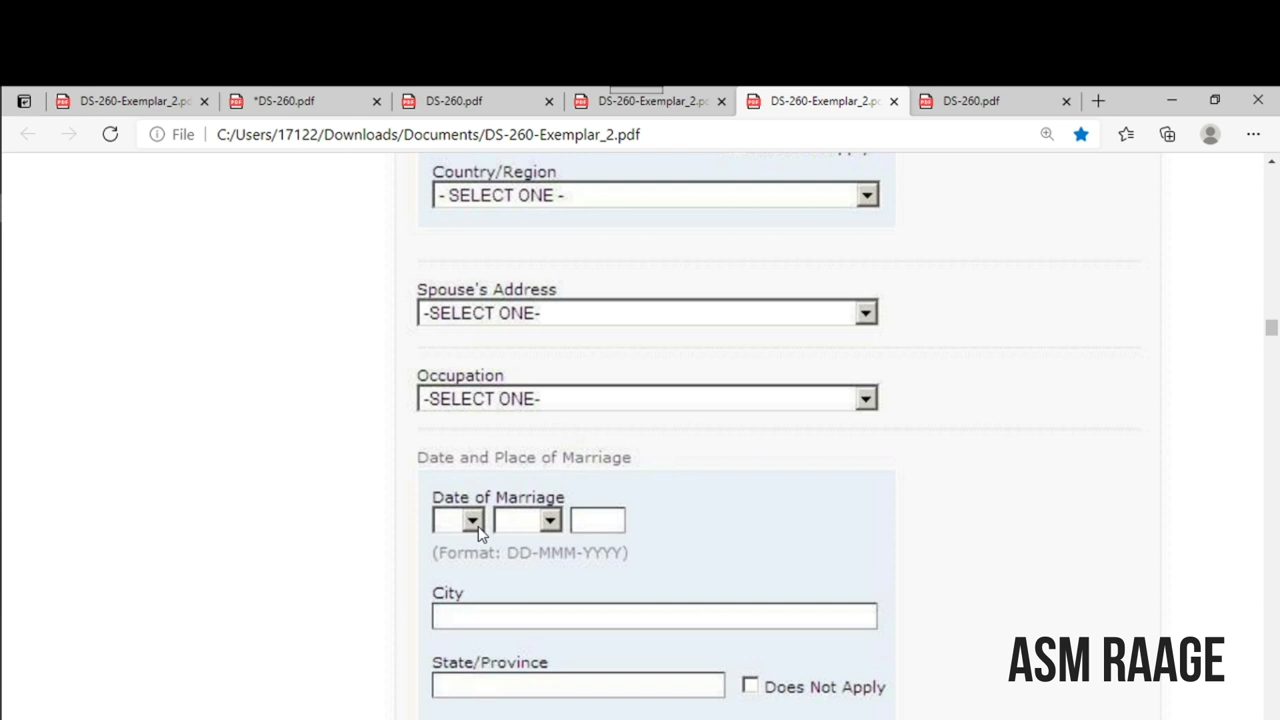 DS-260-Exemplar_2.pc *DS-260.pdf DS-260.pdf DS-260-Exemplar_2.pc DS-260-Exemplar_2.pc DS-260.pdf
File C:/Users/17122/Downloads/Documents/DS-260-Exemplar_2.pdf
Country/Region
- SELECT ONE -
Spouse's Address
-SELECT ONE-
Occupation
-SELECT ONE-
Date and Place of Marriage
Date of Marriage
(Format: DD-MMM-YYYY)
City
State/Province
Does Not Apply
ASM RAAGE